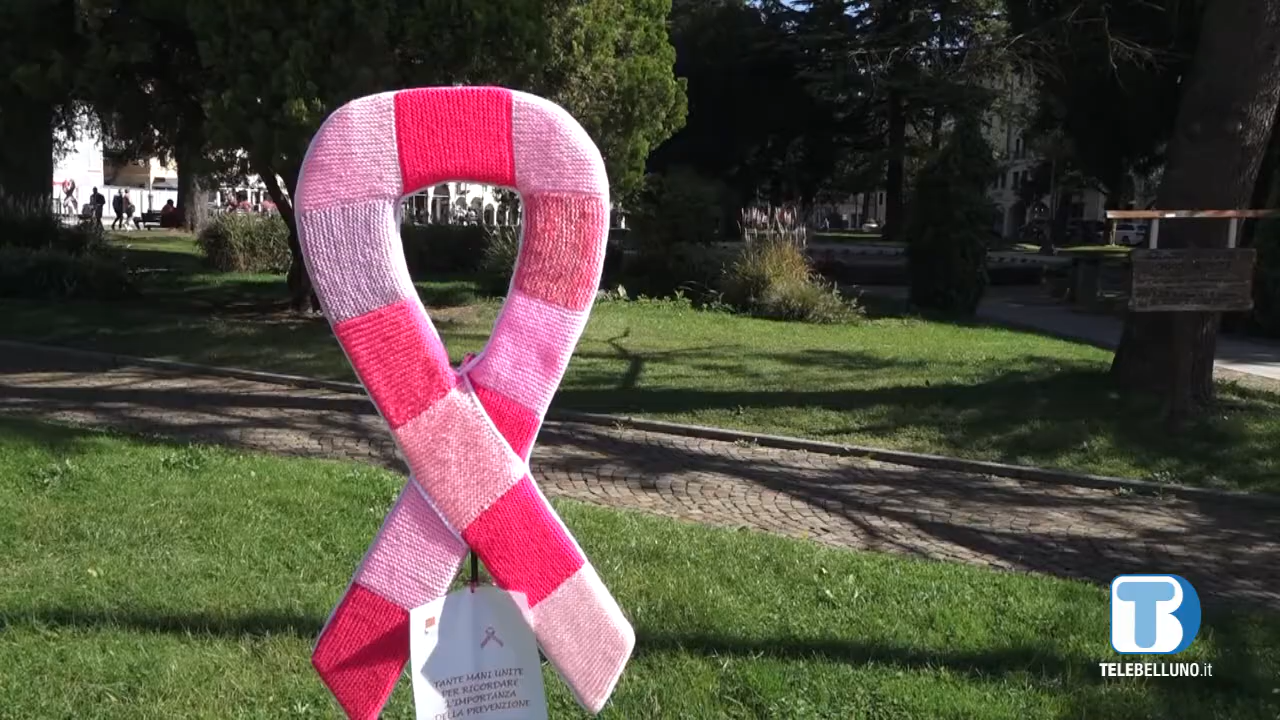 TANTE MANI UNITE
PER RICORDARE
L'IMPORTANZA
DELLA PREVENZIONE
TB
TELEBELLUNO.it